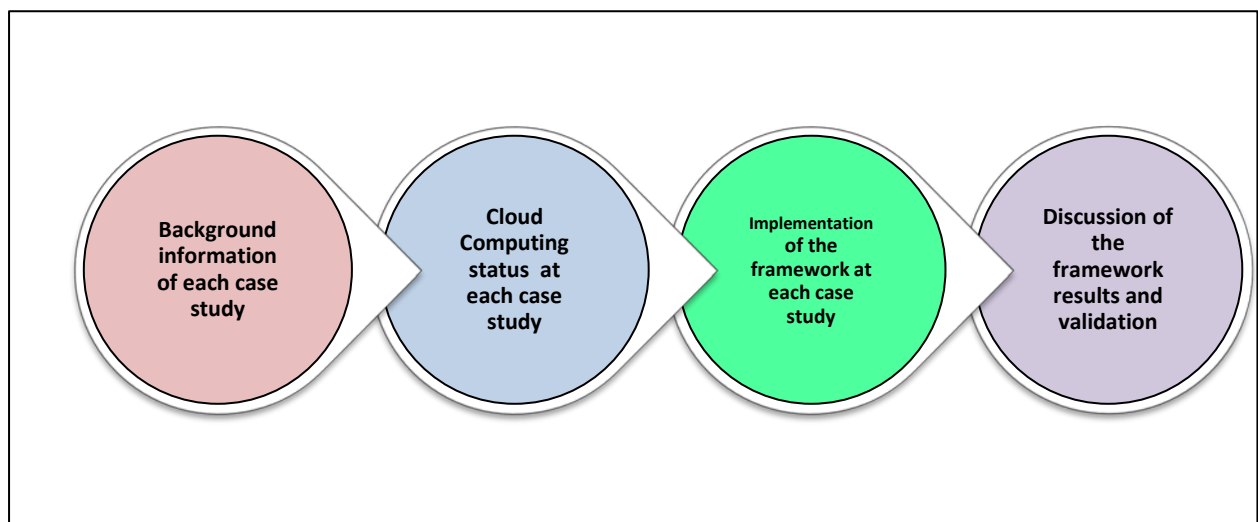 Background
information
of each case
study
Cloud
Computing
status at
each case
study
Implementation
of the
framework at
each case
study
Discussion of
the
framework
results and
validation